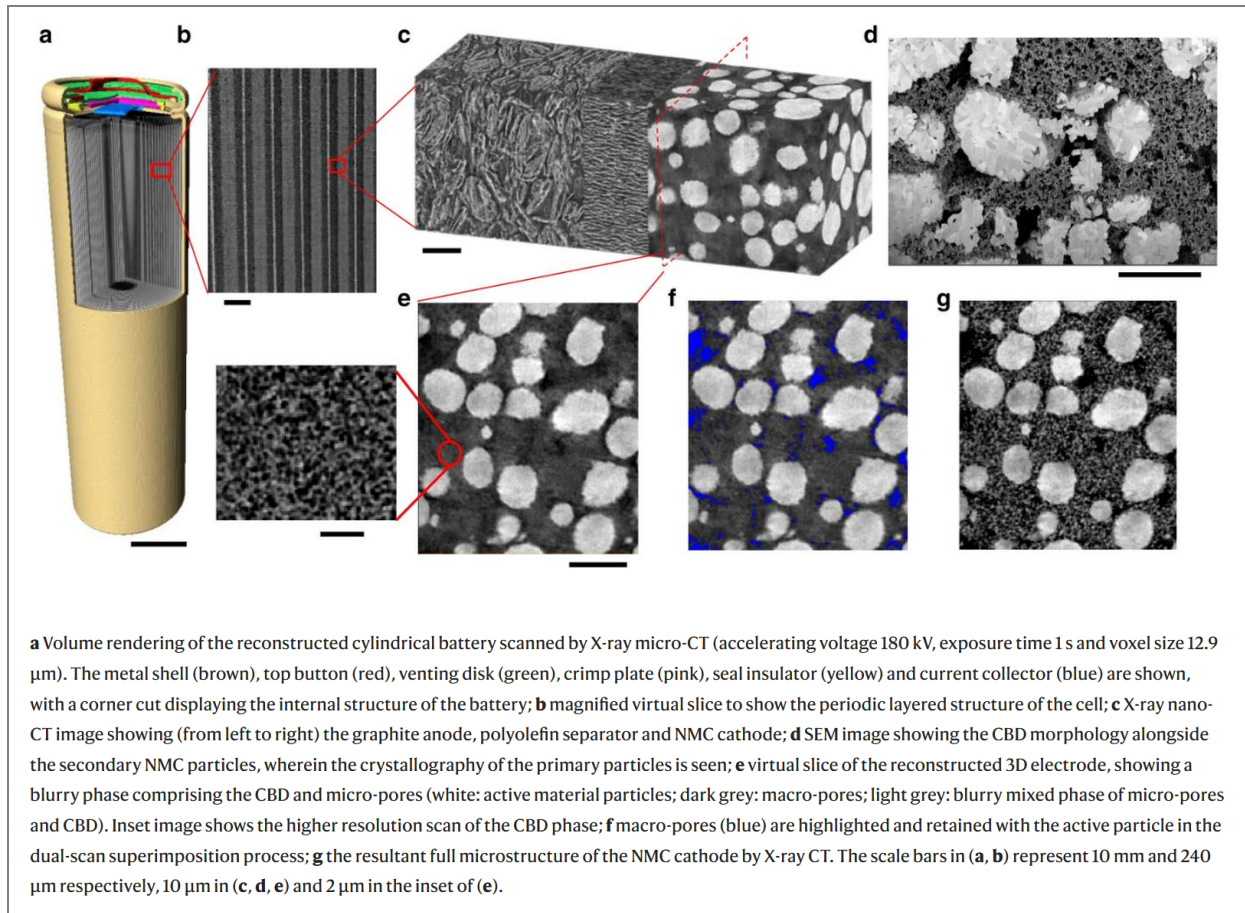 a
b
c
d
e
f
g
a Volume rendering of the reconstructed cylindrical battery scanned by X-ray micro-CT (accelerating voltage 180 kV, exposure time 1 s and voxel size 12.9
μm). The metal shell (brown), top button (red), venting disk (green), crimp plate (pink), seal insulator (yellow) and current collector (blue) are shown,
with a corner cut displaying the internal structure of the battery; b magnified virtual slice to show the periodic layered structure of the cell; c X-ray nano-
CT image showing (from left to right) the graphite anode, polyolefin separator and NMC cathode; d SEM image showing the CBD morphology alongside
the secondary NMC particles, wherein the crystallography of the primary particles is seen; e virtual slice of the reconstructed 3D electrode, showing a
blurry phase comprising the CBD and micro-pores (white: active material particles; dark grey: macro-pores; light grey: blurry mixed phase of micro-pores
and CBD). Inset image shows the higher resolution scan of the CBD phase; f macro-pores (blue) are highlighted and retained with the active particle in the
dual-scan superimposition process; g the resultant full microstructure of the NMC cathode by X-ray CT. The scale bars in (a, b) represent 10 mm and 240
μm respectively, 10 μm in (c, d, e) and 2 μm in the inset of (e).